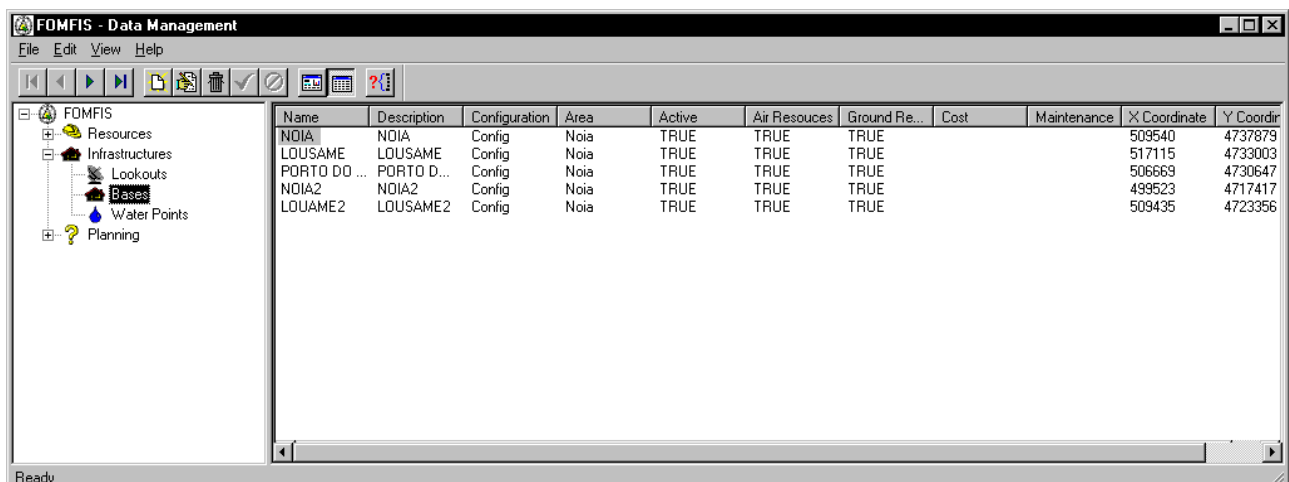 FOMFIS - Data Management
File Edit View Help
FOMFIS
Resources
Infrastructures
Lookouts
Bases
Water Points
Planning
Name Description Configuration Area Active Air Resouces Ground Re... Cost Maintenance X Coordinate Y Coordin
NOIA NOIA Config Noia TRUE TRUE TRUE 509540 4737879
LOUSAME LOUSAME Config Noia TRUE TRUE TRUE 517115 4733003
PORTO DO ... PORTO D... Config Noia TRUE TRUE TRUE 506669 4730647
NOIA2 NOIA2 Config Noia TRUE TRUE TRUE 499523 4717417
LOUAME2 LOUSAME2 Config Noia TRUE TRUE TRUE 509435 4723356
Ready